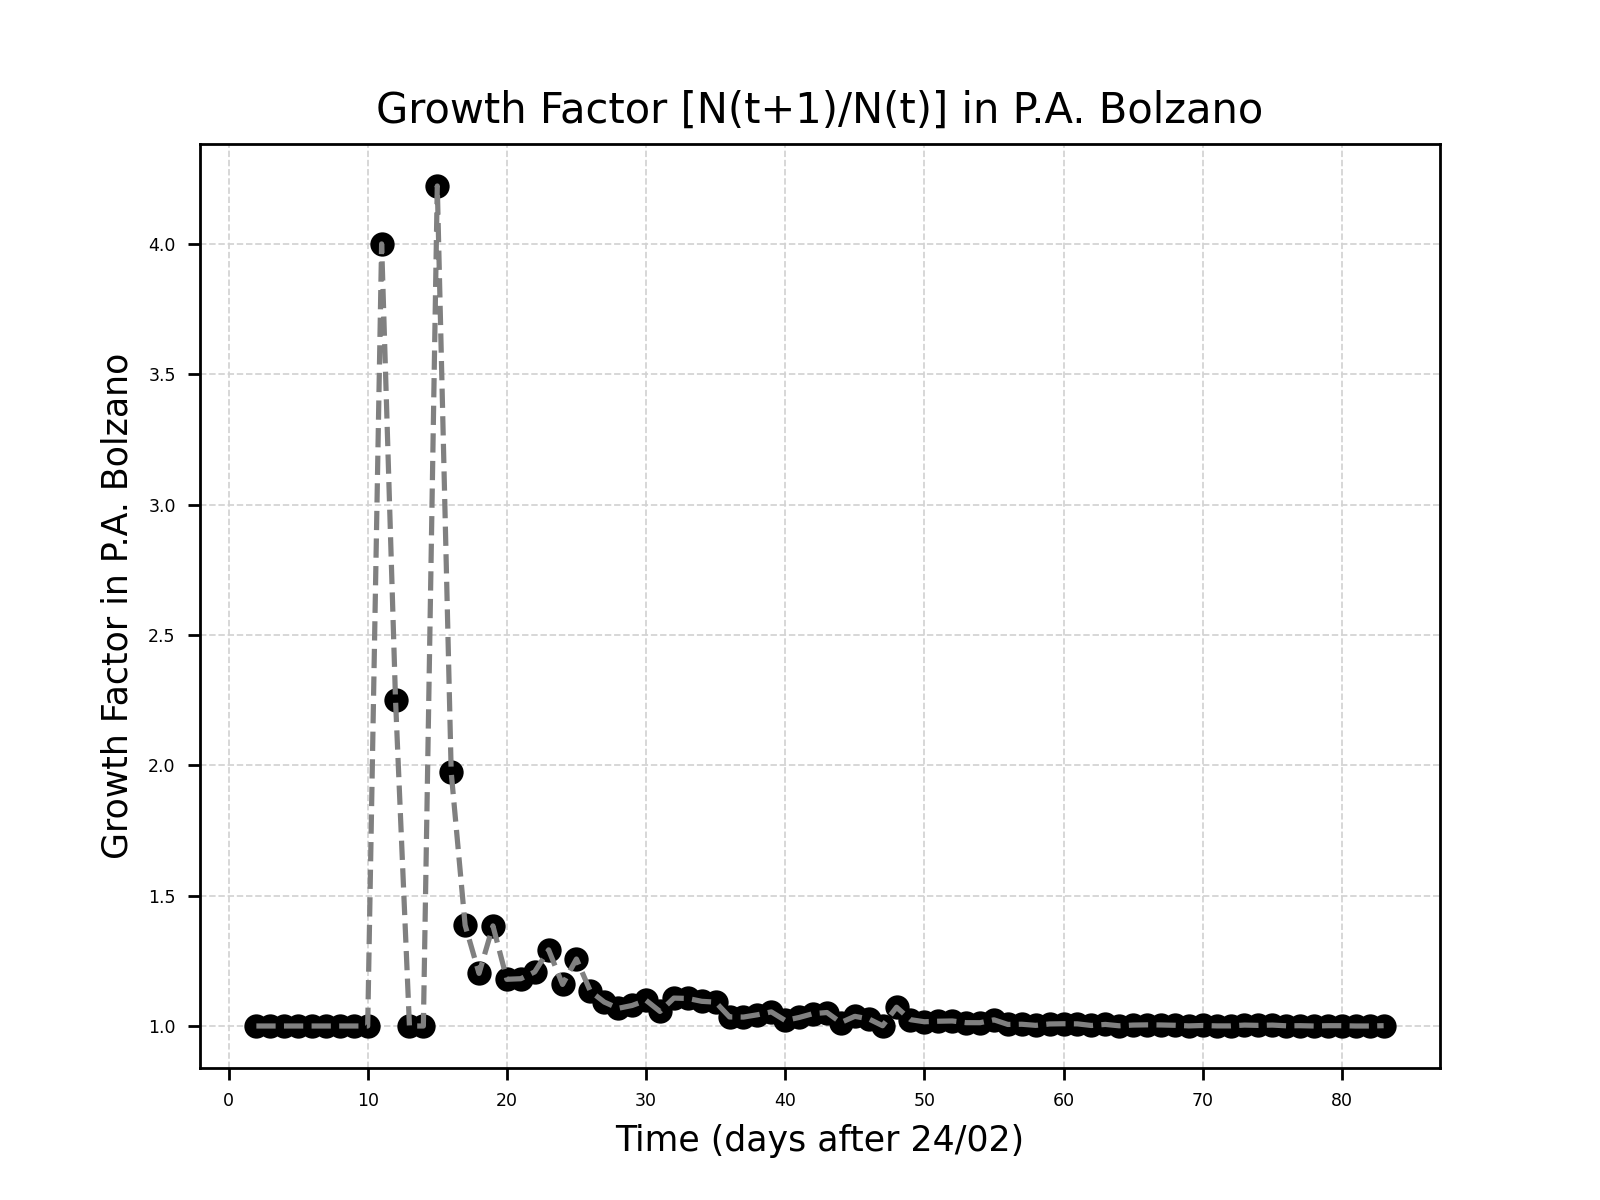 Growth Factor [N(t+1)/N(t)] in P.A. Bolzano
Growth Factor in P.A. Bolzano
4.0
3.5
3.0
2.5
2.0
1.5
1.0
0 10 20 30 40 50 60 70 80
Time (days after 24/02)